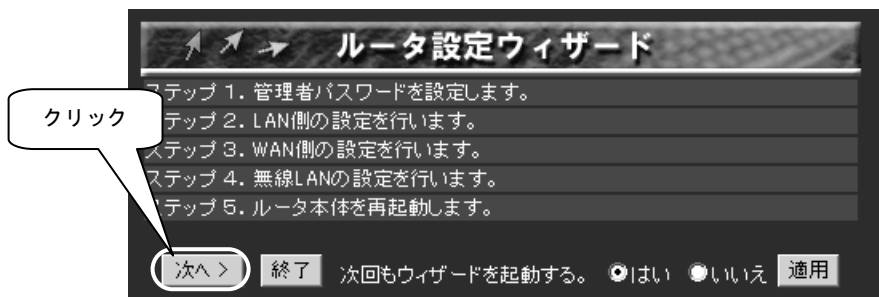 ルータ設定ウィザード
ステップ 1. 管理者パスワードを設定します。
クリック
テップ 2. LAN側の設定を行います。
ステップ 3. WAN側の設定を行います。
ステップ 4. 無線LANの設定を行います。
テップ 5. ルータ本体を再起動します。
次へ > 終了 次回もウィザードを起動する。 はい いいえ 適用